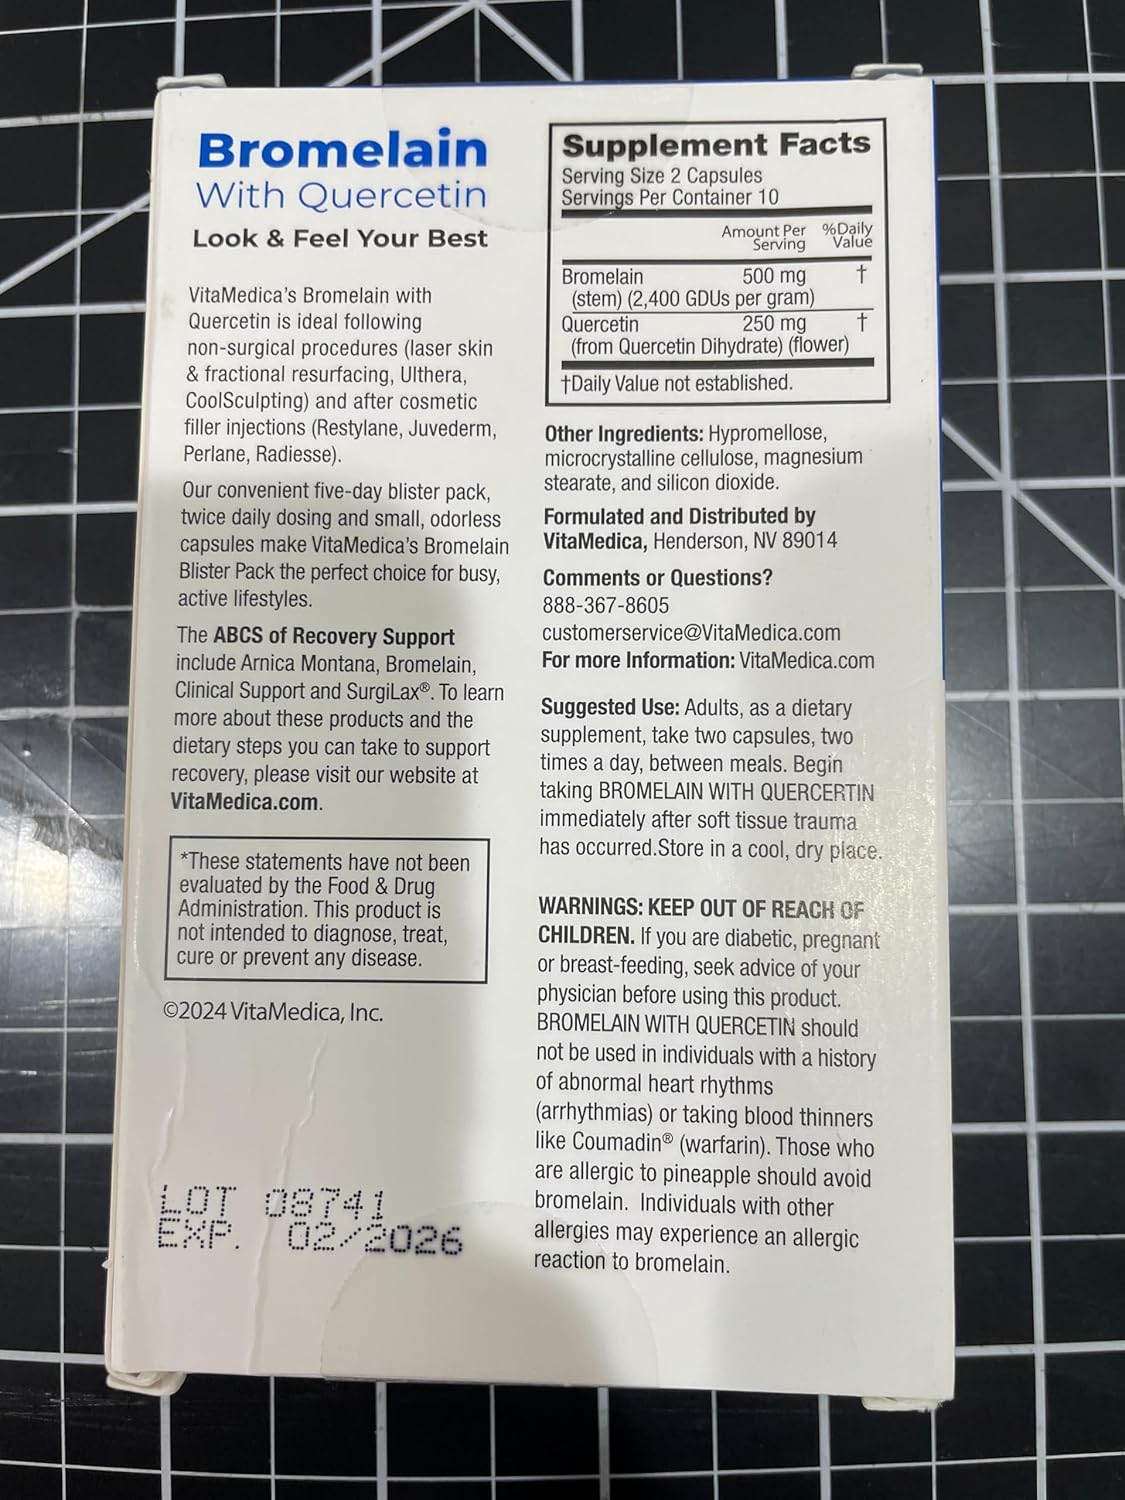 Bromelain
With Quercetin
Look & Feel Your Best
VitaMedica's Bromelain with
Quercetin is ideal following
non-surgical procedures (laser skin
& fractional resurfacing, Ulthera,
CoolSculpting) and after cosmetic
filler injections (Restylane, Juvederm,
Perlane, Radiesse).
Our convenient five-day blister pack,
twice daily dosing and small, odorless
capsules make VitaMedica's Bromelain
Blister Pack the perfect choice for busy,
active lifestyles.
The ABCS of Recovery Support
include Arnica Montana, Bromelain,
Clinical Support and SurgiLax®. To learn
more about these products and the
dietary steps you can take to support
recovery, please visit our website at
VitaMedica.com.
*These statements have not been
evaluated by the Food & Drug
Administration. This product is
not intended to diagnose, treat,
cure or prevent any disease.
©2024 VitaMedica, Inc.
LOT 08741
EXP. 02/2026
Supplement Facts
Serving Size 2 Capsules
Servings Per Container 10
Amount Per Serving %Daily Value
Bromelain 500 mg †
(stem) (2,400 GDUs per gram)
Quercetin 250 mg †
(from Quercetin Dihydrate) (flower)
†Daily Value not established.
Other Ingredients: Hypromellose,
microcrystalline cellulose, magnesium
stearate, and silicon dioxide.
Formulated and Distributed by
VitaMedica, Henderson, NV 89014
Comments or Questions?
888-367-8605
customerservice@VitaMedica.com
For more Information: VitaMedica.com
Suggested Use: Adults, as a dietary
supplement, take two capsules, two
times a day, between meals. Begin
taking BROMELAIN WITH QUERCERTIN
immediately after soft tissue trauma
has occurred.Store in a cool, dry place.
WARNINGS: KEEP OUT OF REACH OF
CHILDREN. If you are diabetic, pregnant
or breast-feeding, seek advice of your
physician before using this product.
BROMELAIN WITH QUERCETIN should
not be used in individuals with a history
of abnormal heart rhythms
(arrhythmias) or taking blood thinners
like Coumadin® (warfarin). Those who
are allergic to pineapple should avoid
bromelain. Individuals with other
allergies may experience an allergic
reaction to bromelain.